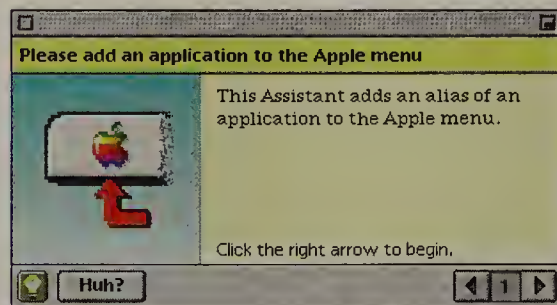 Please add an application to the Apple menu
This Assistant adds an alias of an
application to the Apple menu.
Click the right arrow to begin.
Huh?
1